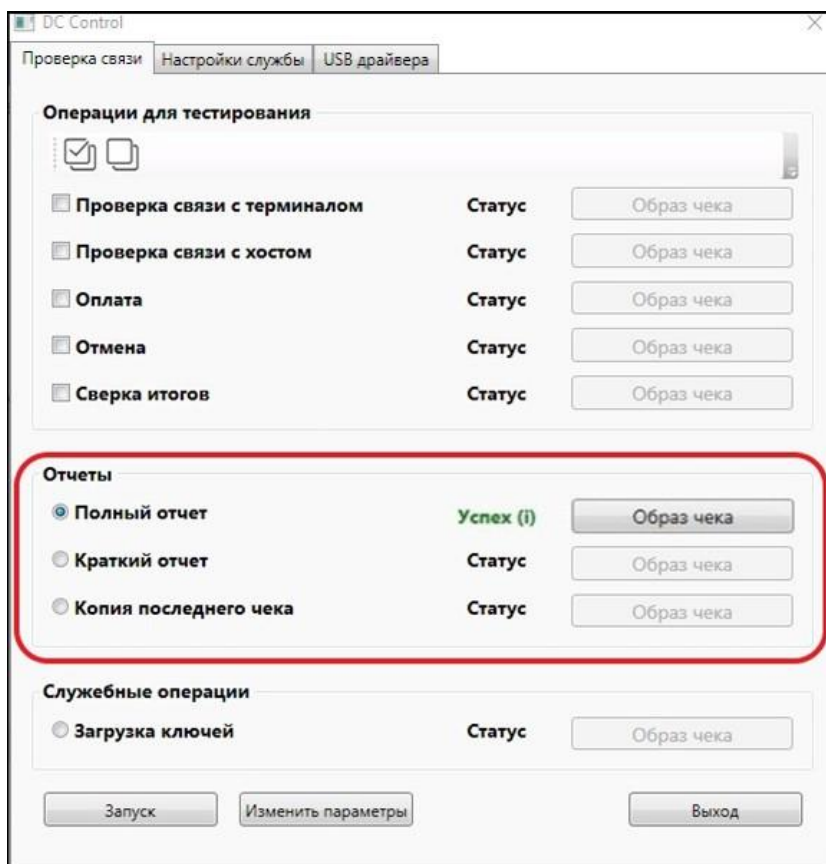 DC Control
Проверка связи Настройки службы USB драйвера
Операции для тестирования
Проверка связи с терминалом Статус Образ чека
Проверка связи с хостом Статус Образ чека
Оплата Статус Образ чека
Отмена Статус Образ чека
Сверка итогов Статус Образ чека
Отчеты
Полный отчет Успех (i) Образ чека
Краткий отчет Статус Образ чека
Копия последнего чека Статус Образ чека
Служебные операции
Загрузка ключей Статус Образ чека
Запуск Изменить параметры Выход